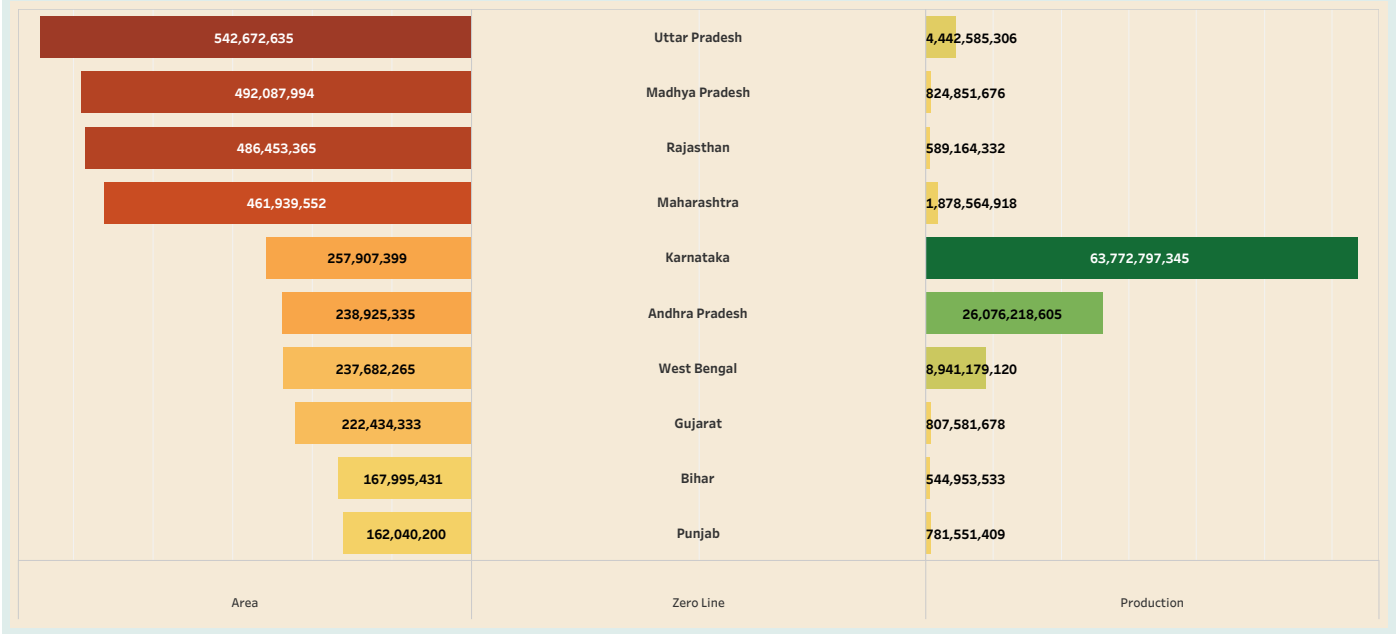 542,672,635 Uttar Pradesh 4,442,585,306
492,087,994 Madhya Pradesh 824,851,676
486,453,365 Rajasthan 589,164,332
461,939,552 Maharashtra 1,878,564,918
257,907,399 Karnataka 63,772,797,345
238,925,335 Andhra Pradesh 26,076,218,605
237,682,265 West Bengal 8,941,179,120
222,434,333 Gujarat 807,581,678
167,995,431 Bihar 544,953,533
162,040,200 Punjab 781,551,409
Area Zero Line Production